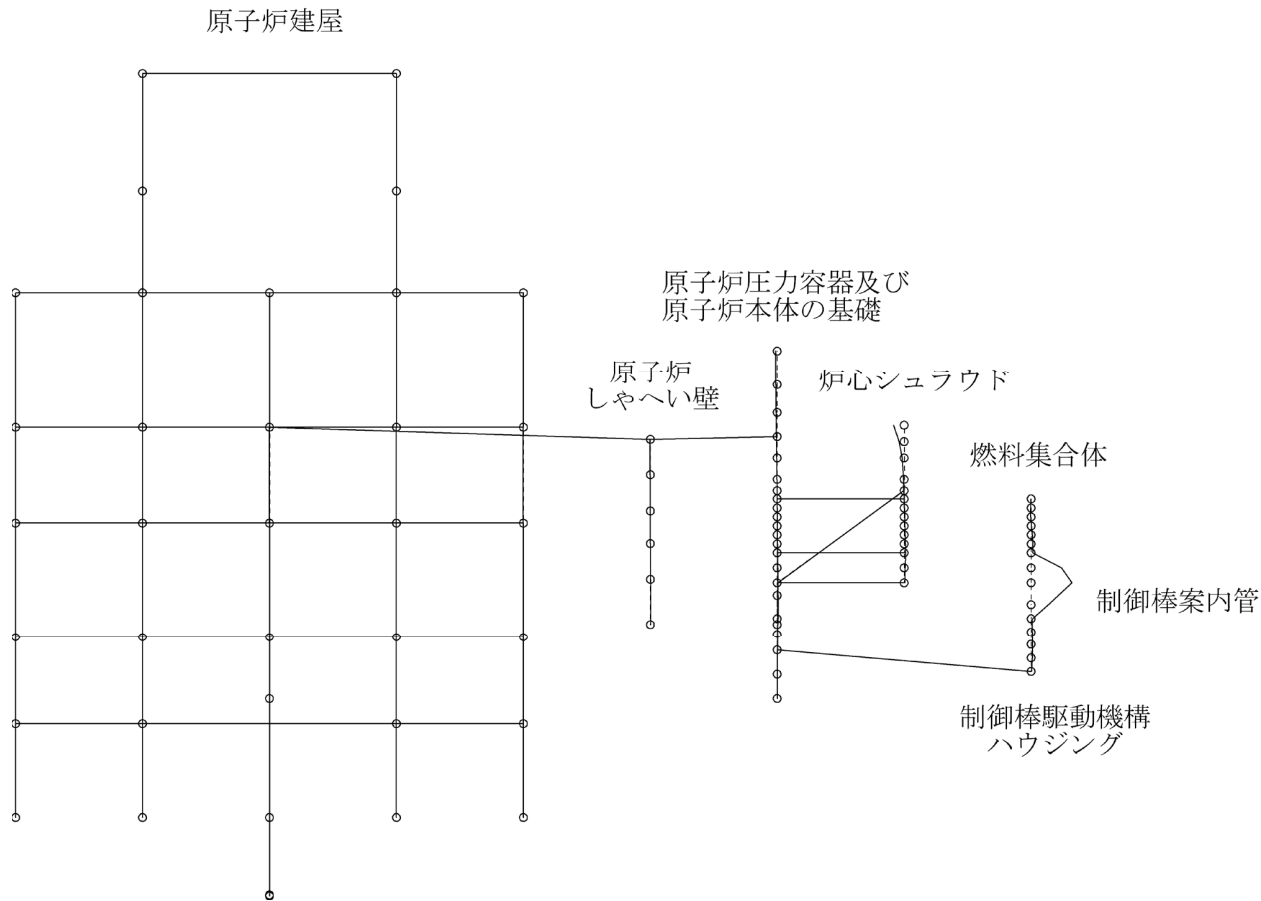 原子炉建屋
原子炉圧力容器及び
原子炉本体の基礎
原子炉
しゃへい壁
炉心シュラウド
燃料集合体
制御棒案内管
制御棒駆動機構
ハウジング